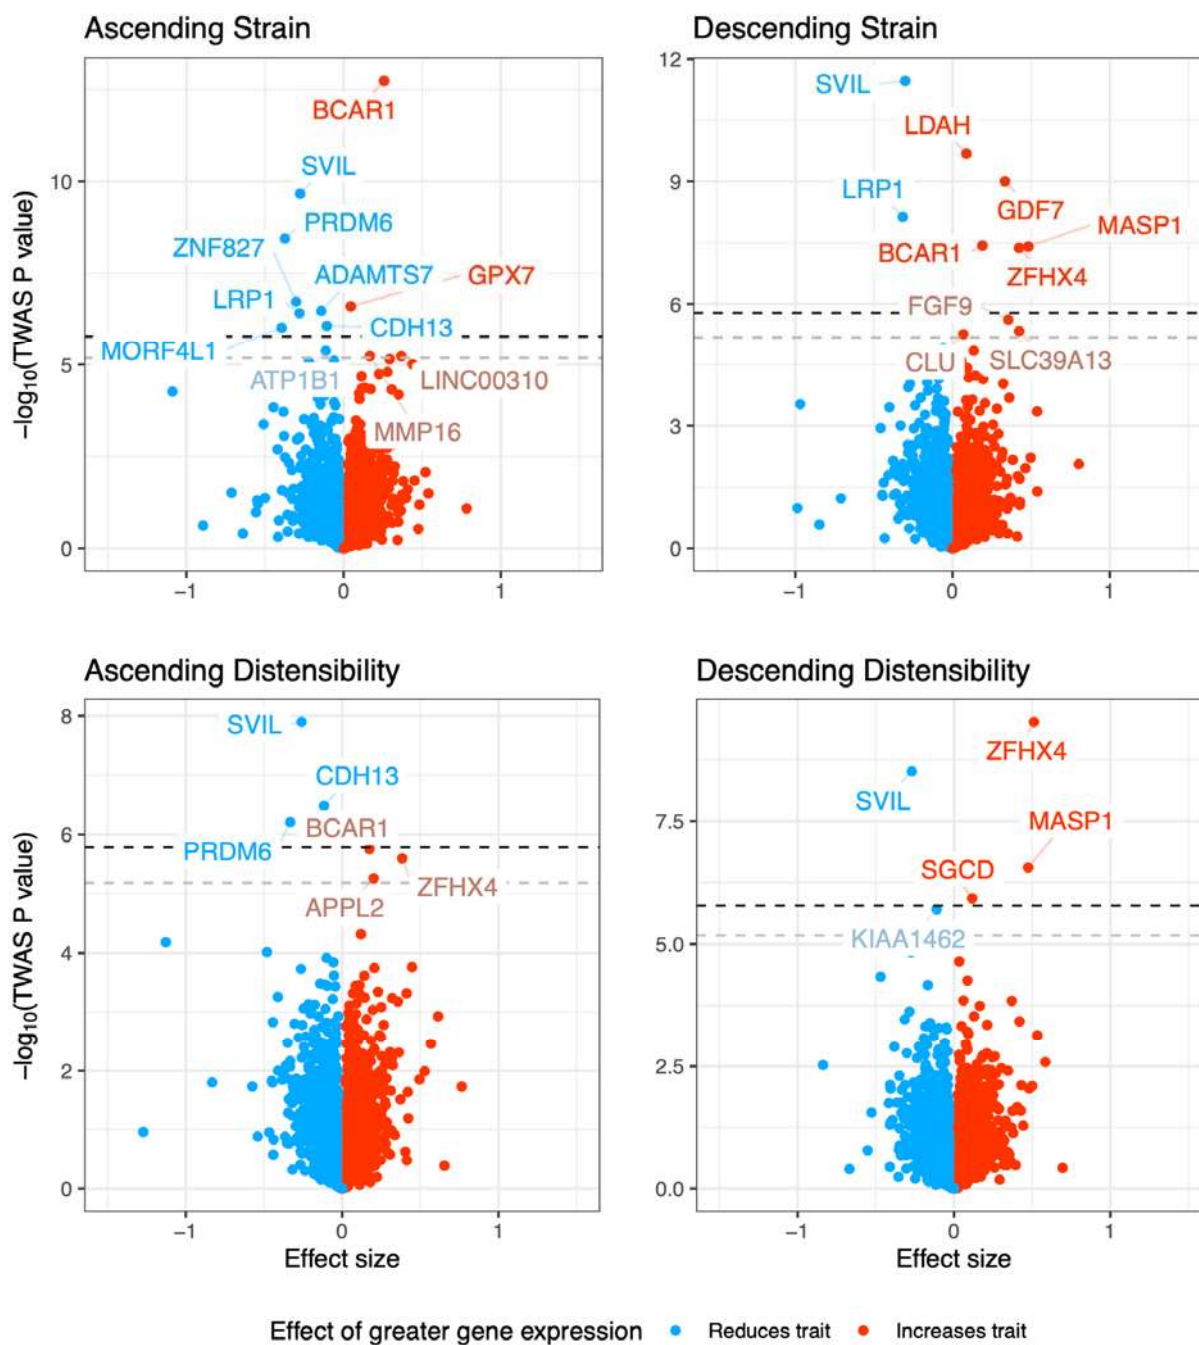 Ascending Strain
Descending Strain
−log₁₀(TWAS P value)
10
5
0
−1
0
1
BCAR1
SVIL
PRDM6
ZNF827
ADAMTS7
GPX7
LRP1
CDH13
MORF4L1
ATP1B1
LINC00310
MMP16
12
9
6
3
0
−1
0
1
SVIL
LDAH
LRP1
GDF7
MASP1
BCAR1
ZFHX4
FGF9
CLU
SLC39A13
Ascending Distensibility
Descending Distensibility
−log₁₀(TWAS P value)
8
6
4
2
0
−1
0
1
Effect size
SVIL
CDH13
BCAR1
PRDM6
ZFHX4
APPL2
7.5
5.0
2.5
0.0
−1
0
1
Effect size
ZFHX4
SVIL
MASP1
SGCD
KIAA1462
Effect of greater gene expression
Reduces trait
Increases trait